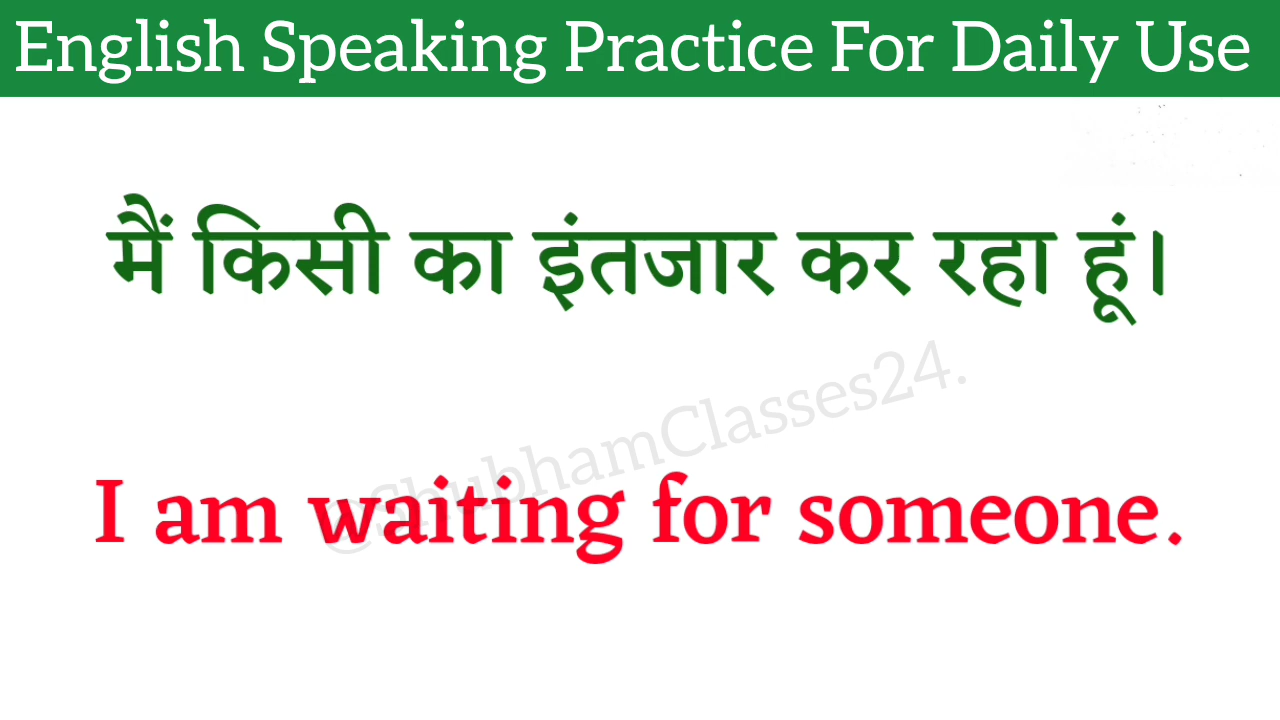 English Speaking Practice For Daily Use
मैं किसी का इंतजार कर रहा हूं।
@ShubhamClasses24.
I am waiting for someone.